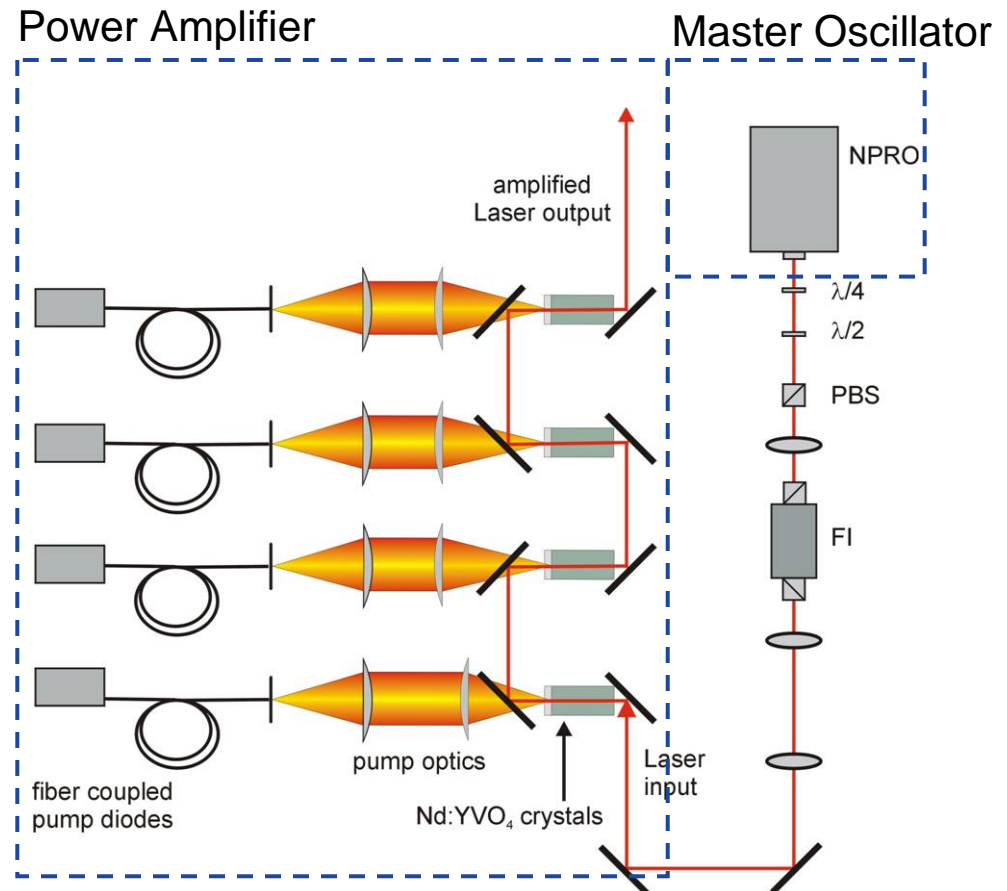 Power Amplifier
Master Oscillator
NPRO
amplified
Laser output
λ/4
λ/2
PBS
FI
pump optics
Laser
input
fiber coupled
pump diodes
Nd:YVO₄ crystals